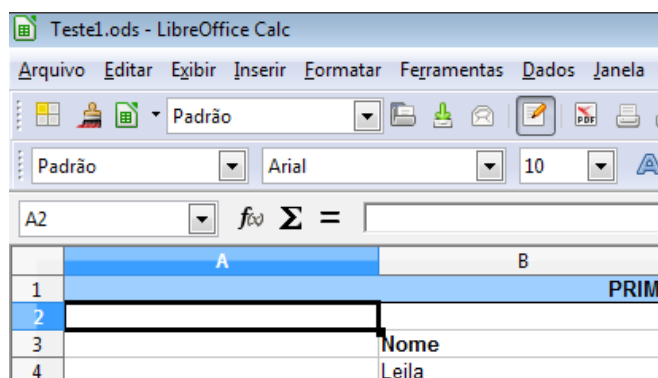 Teste1.ods - LibreOffice Calc
Arquivo Editar Exibir Inserir Formatar Ferramentas Dados Janela
Padrão PDF
Padrão Arial 10
A2 f(x) Σ =
A B
1 PRIM
2
3 Nome
4 Leila